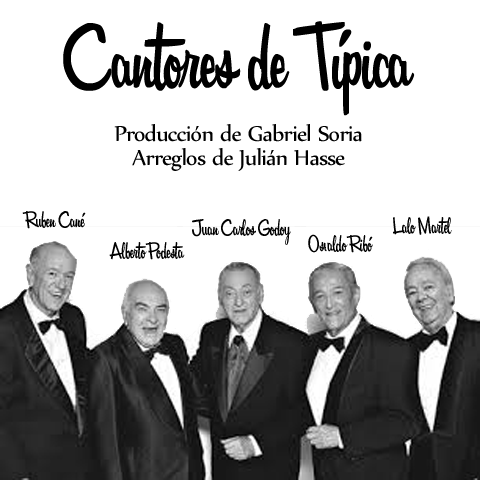 Cantores de Típica
Producción de Gabriel Soria
Arreglos de Julián Hasse
Ruben Cané
Alberto Podesta
Juan Carlos Godoy
Osvaldo Ribó
Lalo Martel